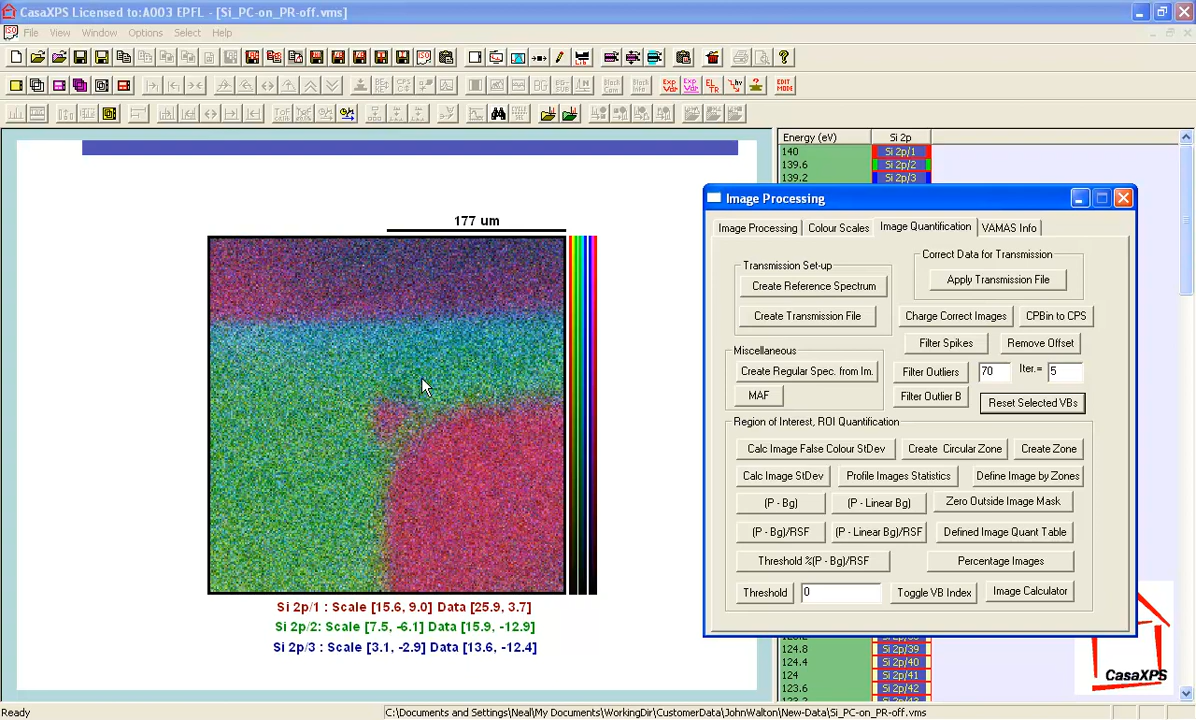 CasaXPS Licensed to:A003 EPFL - [Si_PC-on_PR-off.vms]
File View Window Options Select Help
Energy (eV) Si 2p
140 Si 2p/1
139.6 Si 2p/2
139.2 Si 2p/3
177 um
Si 2p/1 : Scale [15.6, 9.0] Data [25.9, 3.7]
Si 2p/2: Scale [7.5, -6.1] Data [15.9, -12.9]
Si 2p/3 : Scale [3.1, -2.9] Data [13.6, -12.4]
Image Processing
Image Processing Colour Scales Image Quantification VAMAS Info
Transmission Set-up
Create Reference Spectrum
Create Transmission File
Correct Data for Transmission
Apply Transmission File
Charge Correct Images CPBin to CPS
Filter Spikes Remove Offset
Miscellaneous
Create Regular Spec. from Im.
MAF
Filter Outliers 70 Iter.= 5
Filter Outlier B Reset Selected VBs
Region of Interest, ROI Quantification
Calc Image False Colour StDev Create Circular Zone Create Zone
Calc Image StDev Profile Images Statistics Define Image by Zones
(P - Bg) (P - Linear Bg) Zero Outside Image Mask
(P - Bg)/RSF (P - Linear Bg)/RSF Defined Image Quant Table
Threshold %(P - Bg)/RSF Percentage Images
Threshold 0 Toggle VB Index Image Calculator
124.8 Si 2p/39
124.4 Si 2p/40
124 Si 2p/41
123.6 Si 2p/42
CasaXPS
Ready C:\Documents and Settings\Neal\My Documents\WorkingDir\CustomerData\JohnWalton\New-Data\Si_PC-on_PR-off.vms